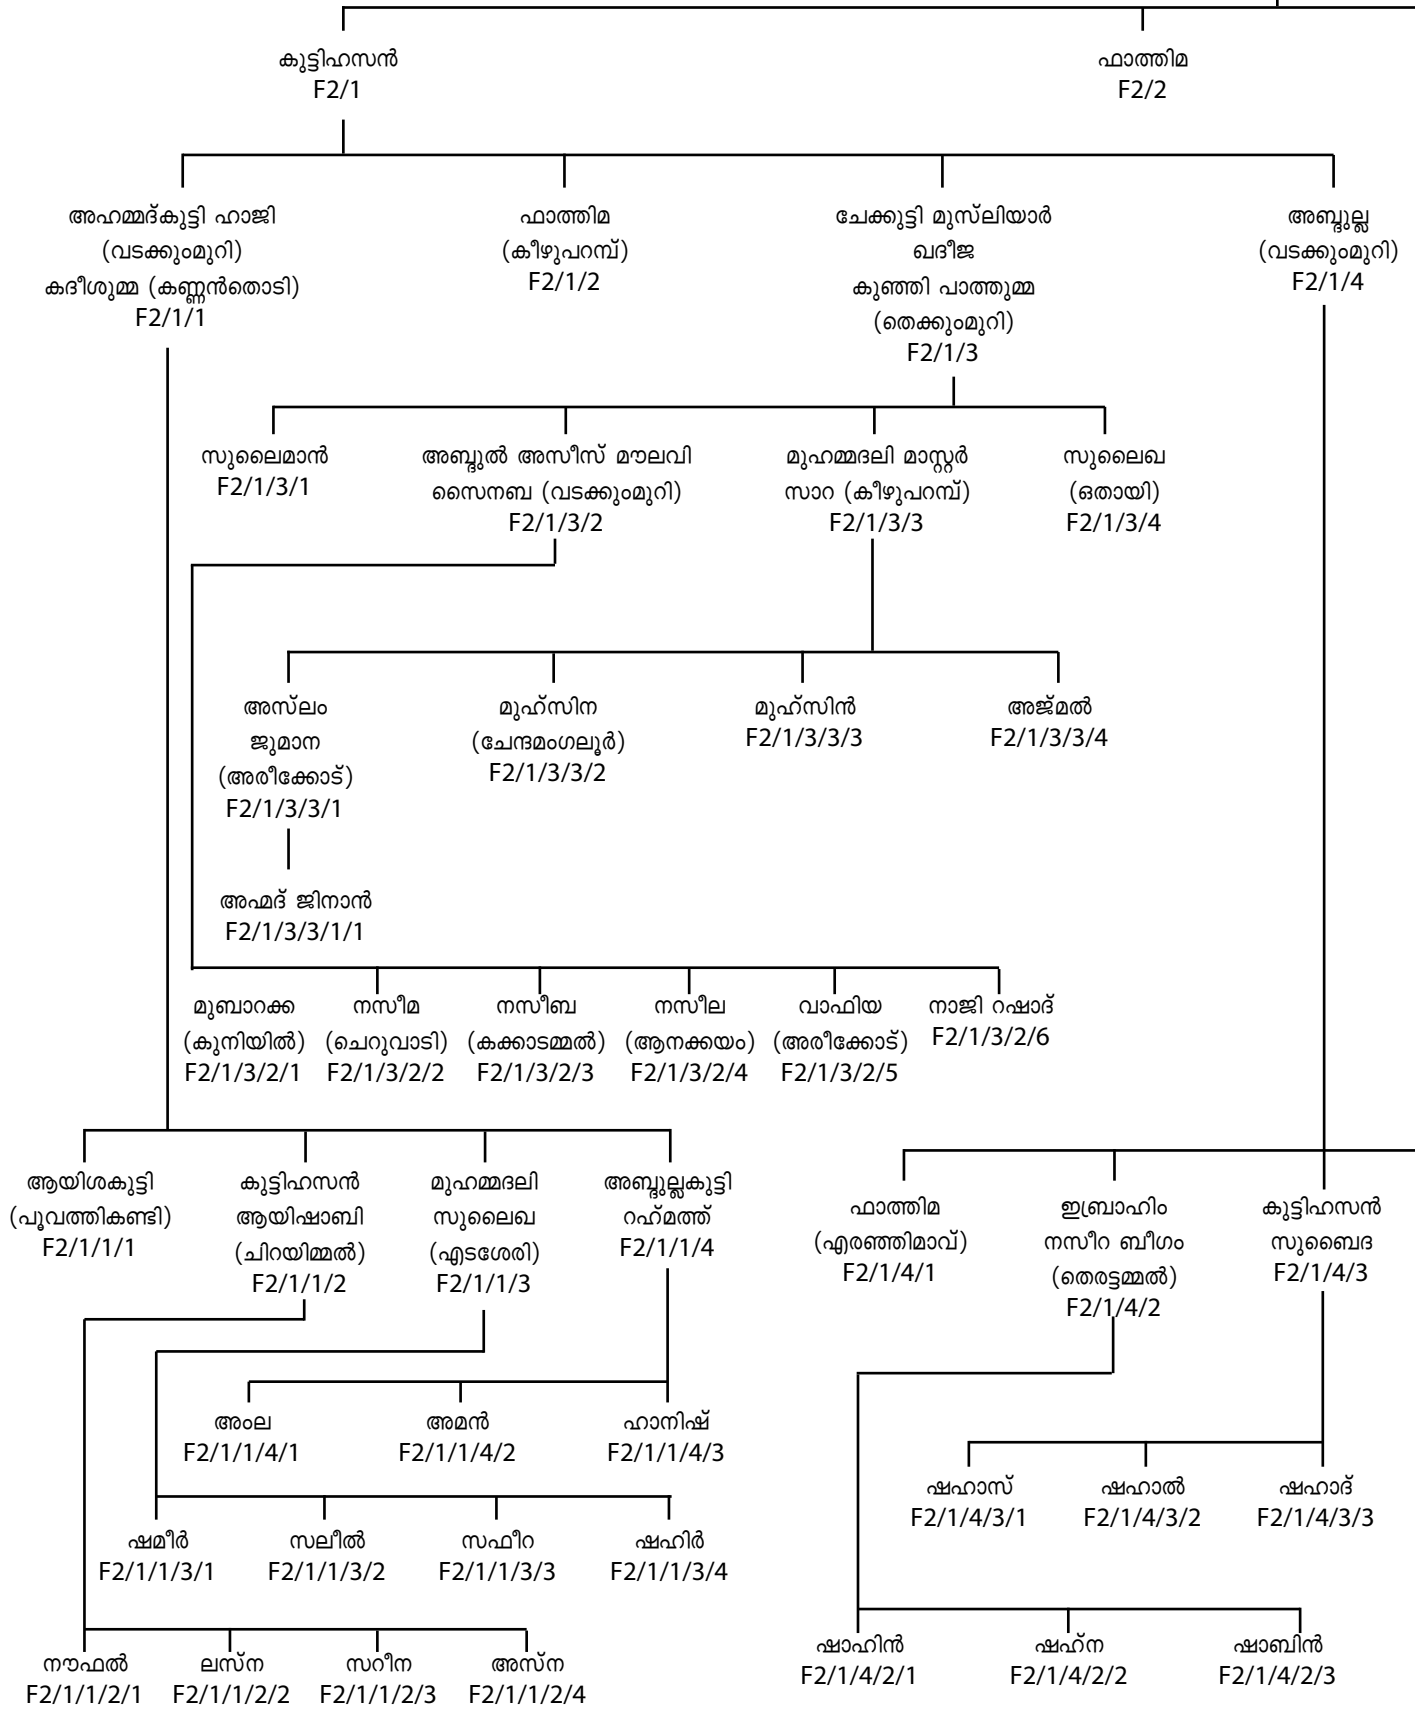 കുട്ടിഹസൻ
F2/1
ഫാത്തിമ
F2/2
അഹമ്മദ്കുട്ടി ഹാജി
(വടക്കുംമുറി)
കദീശുമ്മ (കണ്ണൻതൊടി)
F2/1/1
ഫാത്തിമ
(കീഴുപറമ്പ്)
F2/1/2
ചേക്കുട്ടി മുസ്‌ലിയാർ
ഖദീജ
കുഞ്ഞി പാത്തുമ്മ
(തെക്കുംമുറി)
F2/1/3
അബ്ദുല്ല
(വടക്കുംമുറി)
F2/1/4
സുലൈമാൻ
F2/1/3/1
അബ്ദുൽ അസീസ് മൗലവി
സൈനബ (വടക്കുംമുറി)
F2/1/3/2
മുഹമ്മദലി മാസ്റ്റർ
സാറ (കീഴുപറമ്പ്)
F2/1/3/3
സുലൈഖ
(ഒതായി)
F2/1/3/4
അസ്‌ലം
ജുമാന
(അരീക്കോട്)
F2/1/3/3/1
മുഹ്സിന
(ചേന്ദമംഗലൂർ)
F2/1/3/3/2
മുഹ്സിൻ
F2/1/3/3/3
അജ്മൽ
F2/1/3/3/4
അഹ്മദ് ജിനാൻ
F2/1/3/3/1/1
മുബാറക്ക
(കുനിയിൽ)
F2/1/3/2/1
നസീമ
(ചെറുവാടി)
F2/1/3/2/2
നസീബ
(കക്കാടമ്മൽ)
F2/1/3/2/3
നസീല
(ആനക്കയം)
F2/1/3/2/4
വാഫിയ
(അരീക്കോട്)
F2/1/3/2/5
നാജി റഷാദ്
F2/1/3/2/6
ആയിശകുട്ടി
(പൂവത്തികണ്ടി)
F2/1/1/1
കുട്ടിഹസൻ
ആയിഷാബി
(ചിറയിമ്മൽ)
F2/1/1/2
മുഹമ്മദലി
സുലൈഖ
(എടശേരി)
F2/1/1/3
അബ്ദുല്ലകുട്ടി
റഹ്മത്ത്
F2/1/1/4
ഫാത്തിമ
(എരഞ്ഞിമാവ്)
F2/1/4/1
ഇബ്രാഹിം
നസീറ ബീഗം
(തെരട്ടമ്മൽ)
F2/1/4/2
കുട്ടിഹസൻ
സുബൈദ
F2/1/4/3
അംല
F2/1/1/4/1
അമൻ
F2/1/1/4/2
ഹാനിഷ്
F2/1/1/4/3
ഷഹാസ്
F2/1/4/3/1
ഷഹാൽ
F2/1/4/3/2
ഷഹാദ്
F2/1/4/3/3
ഷമീർ
F2/1/1/3/1
സലീൽ
F2/1/1/3/2
സഫീറ
F2/1/1/3/3
ഷഹിർ
F2/1/1/3/4
നൗഫൽ
F2/1/1/2/1
ലസ്ന
F2/1/1/2/2
സറീന
F2/1/1/2/3
അസ്ന
F2/1/1/2/4
ഷാഹിൻ
F2/1/4/2/1
ഷഹ്ന
F2/1/4/2/2
ഷാബിൻ
F2/1/4/2/3